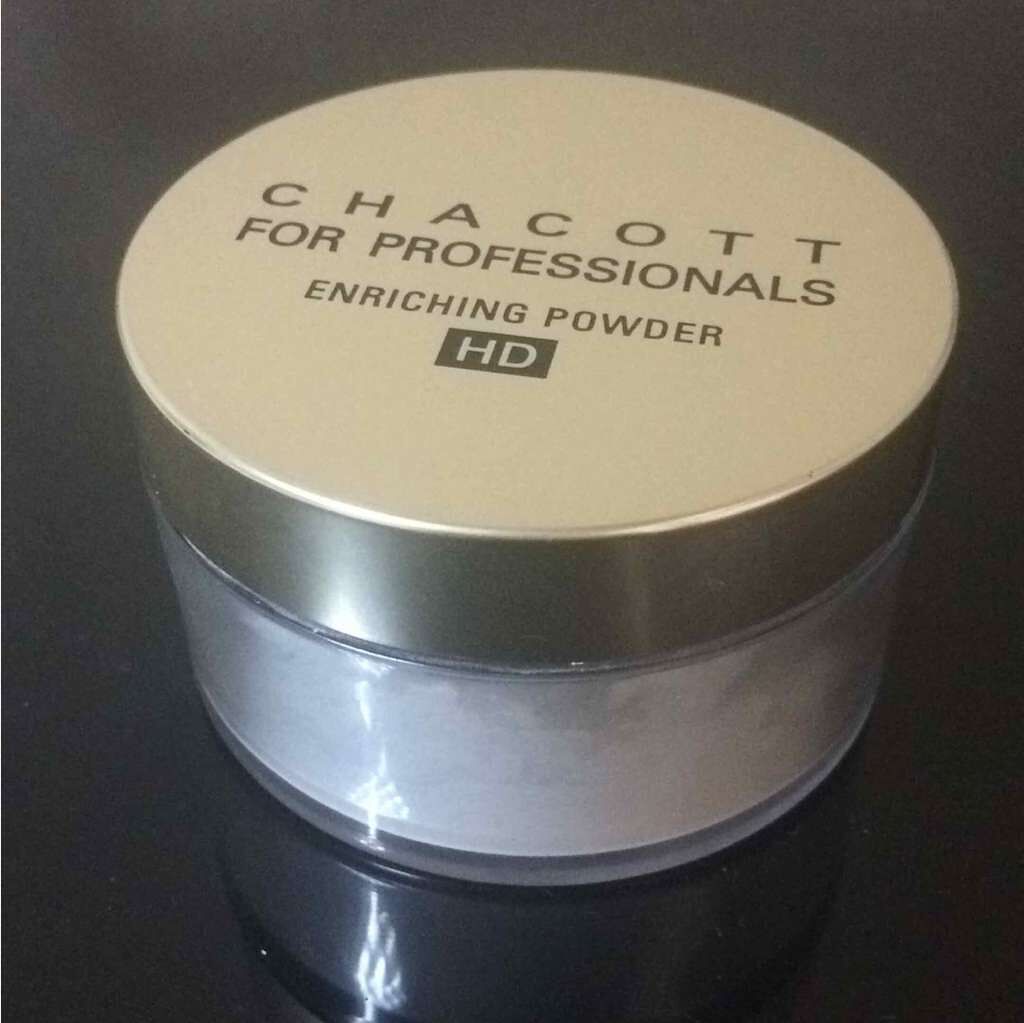 CHACOTT
FOR PROFESSIONALS
ENRICHING POWDER
HD